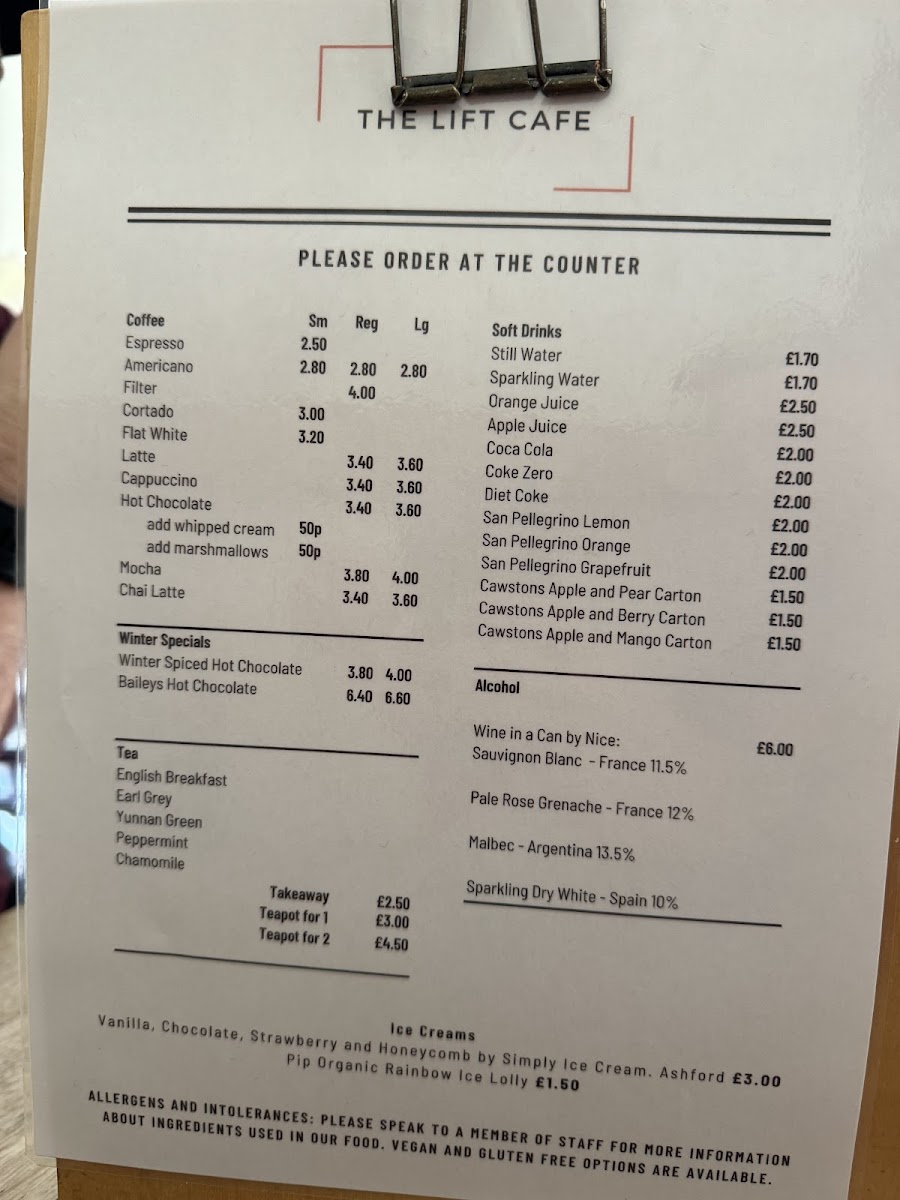 THE LIFT CAFE
PLEASE ORDER AT THE COUNTER
Coffee Sm Reg Lg
Espresso 2.50
Americano 2.80 2.80 2.80
Filter 4.00
Cortado 3.00
Flat White 3.20
Latte 3.40 3.60
Cappuccino 3.40 3.60
Hot Chocolate 3.40 3.60
add whipped cream 50p
add marshmallows 50p
Mocha 3.80 4.00
Chai Latte 3.40 3.60
Winter Specials
Winter Spiced Hot Chocolate 3.80 4.00
Baileys Hot Chocolate 6.40 6.60
Tea
English Breakfast
Earl Grey
Yunnan Green
Peppermint
Chamomile
Takeaway £2.50
Teapot for 1 £3.00
Teapot for 2 £4.50
Soft Drinks
Still Water £1.70
Sparkling Water £1.70
Orange Juice £2.50
Apple Juice £2.50
Coca Cola £2.00
Coke Zero £2.00
Diet Coke £2.00
San Pellegrino Lemon £2.00
San Pellegrino Orange £2.00
San Pellegrino Grapefruit £2.00
Cawstons Apple and Pear Carton £1.50
Cawstons Apple and Berry Carton £1.50
Cawstons Apple and Mango Carton £1.50
Alcohol
Wine in a Can by Nice: £6.00
Sauvignon Blanc - France 11.5%
Pale Rose Grenache - France 12%
Malbec - Argentina 13.5%
Sparkling Dry White - Spain 10%
Ice Creams
Vanilla, Chocolate, Strawberry and Honeycomb by Simply Ice Cream. Ashford £3.00
Pip Organic Rainbow Ice Lolly £1.50
ALLERGENS AND INTOLERANCES: PLEASE SPEAK TO A MEMBER OF STAFF FOR MORE INFORMATION
ABOUT INGREDIENTS USED IN OUR FOOD. VEGAN AND GLUTEN FREE OPTIONS ARE AVAILABLE.